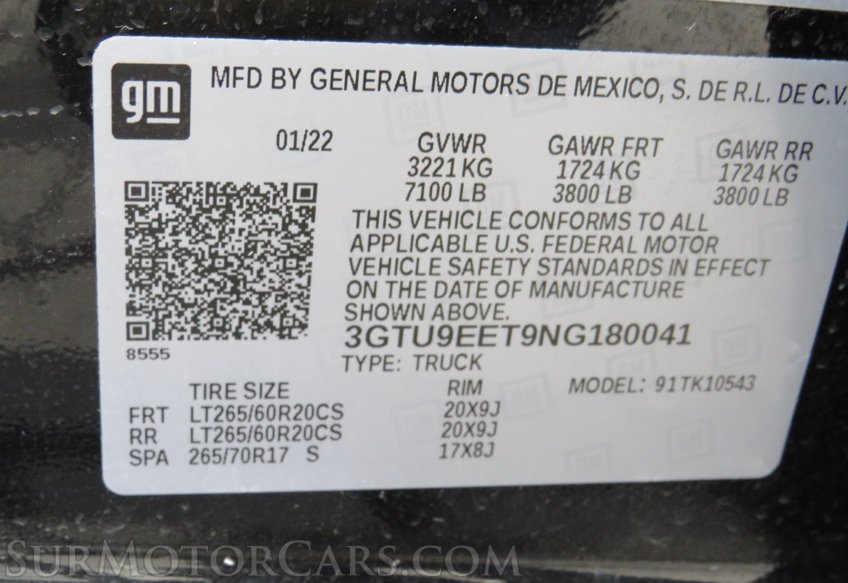 gm
MFD BY GENERAL MOTORS DE MEXICO, S. DE R.L. DE C.V.
01/22 GVWR GAWR FRT GAWR RR
3221 KG 1724 KG 1724 KG
7100 LB 3800 LB 3800 LB
THIS VEHICLE CONFORMS TO ALL
APPLICABLE U.S. FEDERAL MOTOR
VEHICLE SAFETY STANDARDS IN EFFECT
ON THE DATE OF MANUFACTURE
SHOWN ABOVE.
8555
3GTU9EET9NG180041
TYPE: TRUCK
TIRE SIZE RIM MODEL: 91TK10543
FRT LT265/60R20CS 20X9J
RR LT265/60R20CS 20X9J
SPA 265/70R17 S 17X8J
SurMotorCars.com